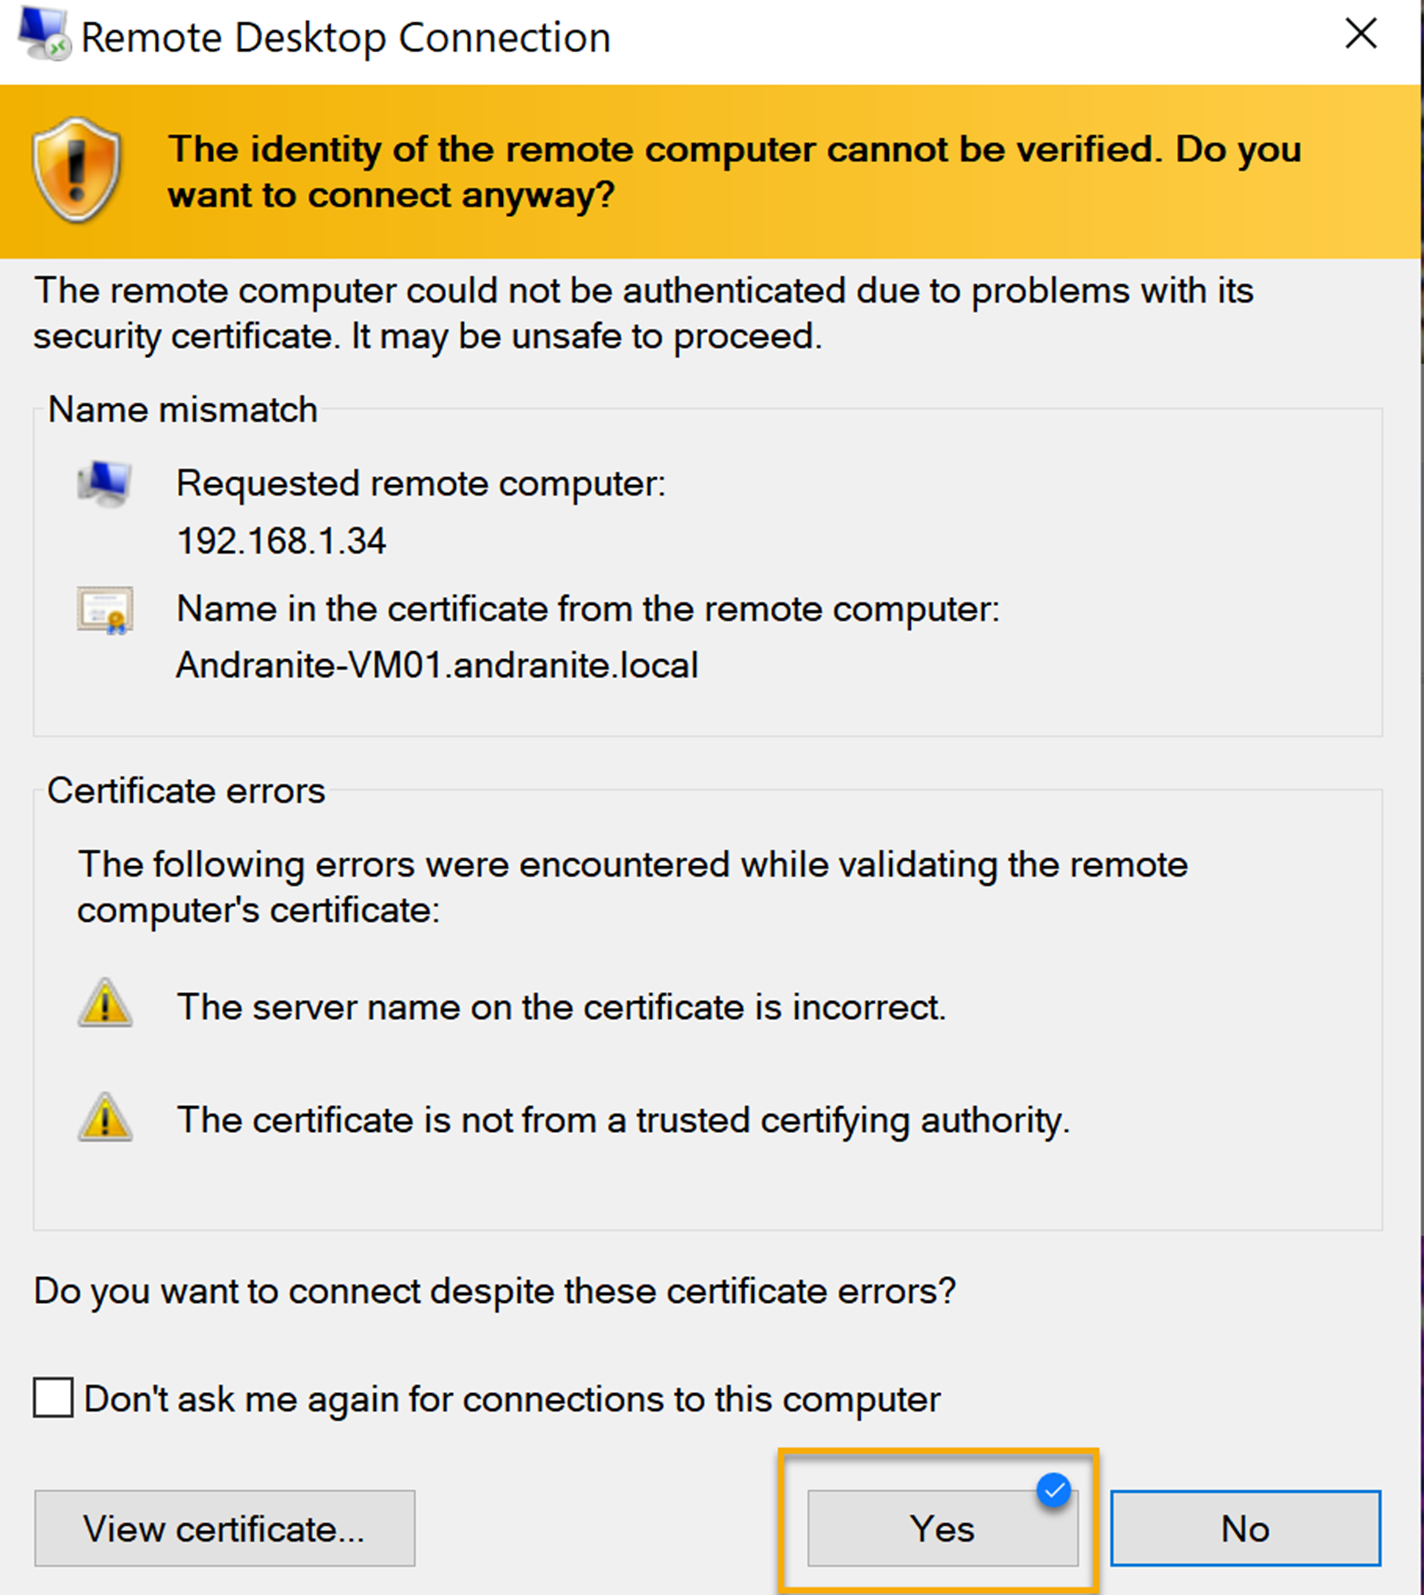 Remote Desktop Connection
The identity of the remote computer cannot be verified. Do you
want to connect anyway?
The remote computer could not be authenticated due to problems with its
security certificate. It may be unsafe to proceed.
Name mismatch
Requested remote computer:
192.168.1.34
Name in the certificate from the remote computer:
Andranite-VM01.andranite.local
Certificate errors
The following errors were encountered while validating the remote
computer's certificate:
The server name on the certificate is incorrect.
The certificate is not from a trusted certifying authority.
Do you want to connect despite these certificate errors?
Don't ask me again for connections to this computer
View certificate...
Yes
No